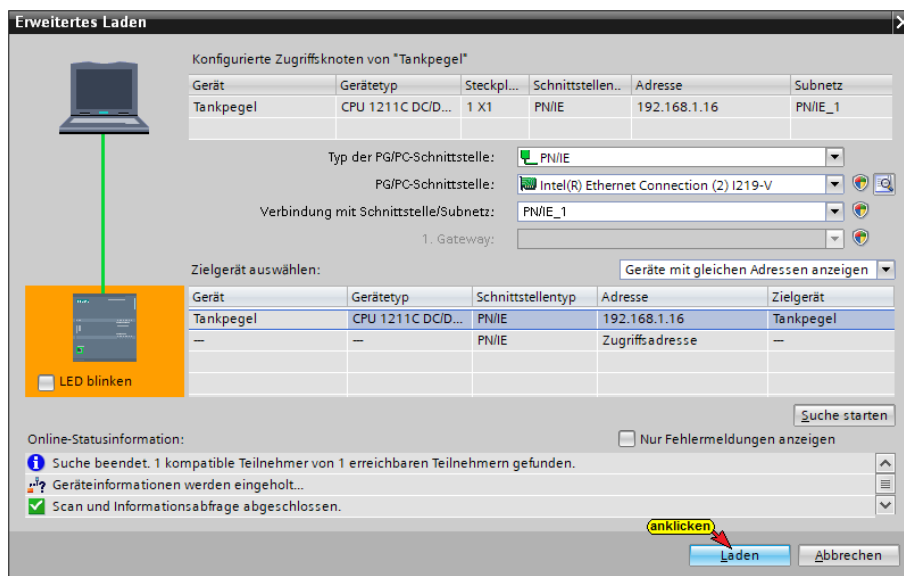 Erweitertes Laden
Konfigurierte Zugriffsknoten von "Tankpegel"
Gerät Gerätetyp Steckpl... Schnittstellen... Adresse Subnetz
Tankpegel CPU 1211C DC/D... 1 X1 PN/IE 192.168.1.16 PN/IE_1
Typ der PG/PC-Schnittstelle: PN/IE
PG/PC-Schnittstelle: Intel(R) Ethernet Connection (2) I219-V
Verbindung mit Schnittstelle/Subnetz: PN/IE_1
1. Gateway:
Zielgerät auswählen: Geräte mit gleichen Adressen anzeigen
Gerät Gerätetyp Schnittstellentyp Adresse Zielgerät
Tankpegel CPU 1211C DC/D... PN/IE 192.168.1.16 Tankpegel
— — PN/IE Zugriffsadresse —
LED blinken
Suche starten
Online-Statusinformation: Nur Fehlermeldungen anzeigen
Suche beendet. 1 kompatible Teilnehmer von 1 erreichbaren Teilnehmern gefunden.
Geräteinformationen werden eingeholt...
Scan und Informationsabfrage abgeschlossen.
anklicken
Laden Abbrechen